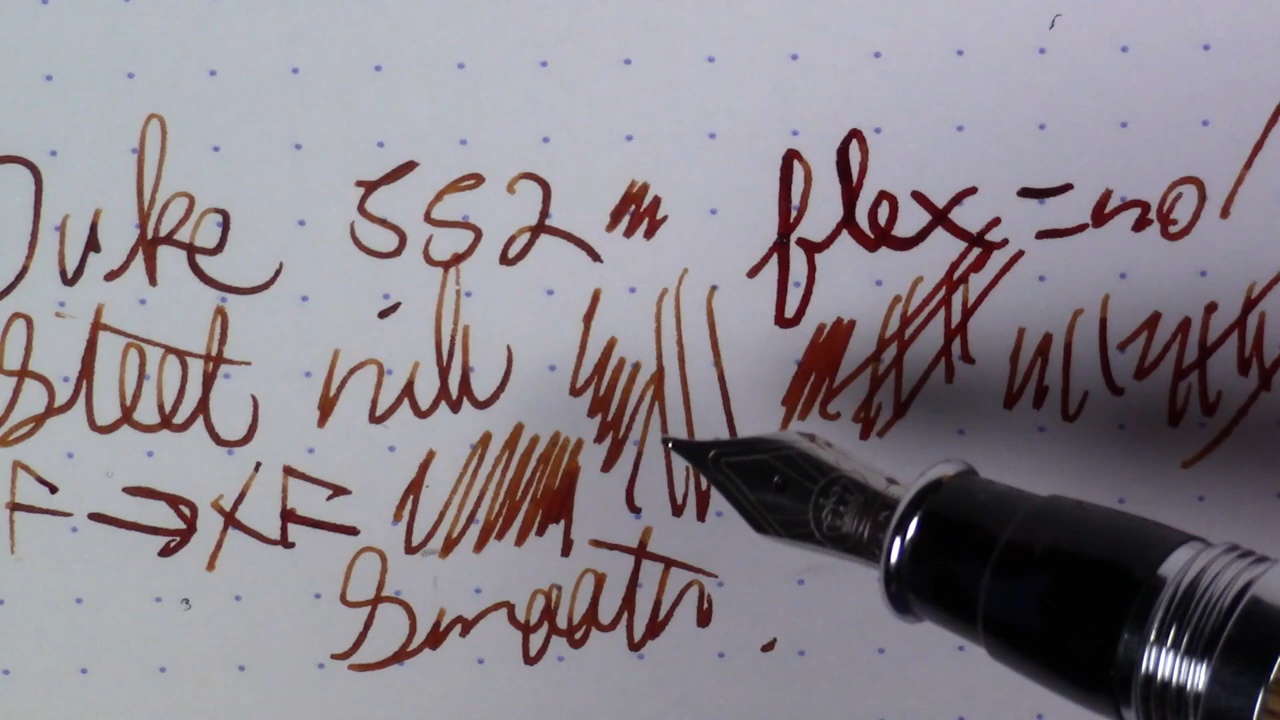 Duke 552 flex = no
Steel nib
F → XF
Smooth.